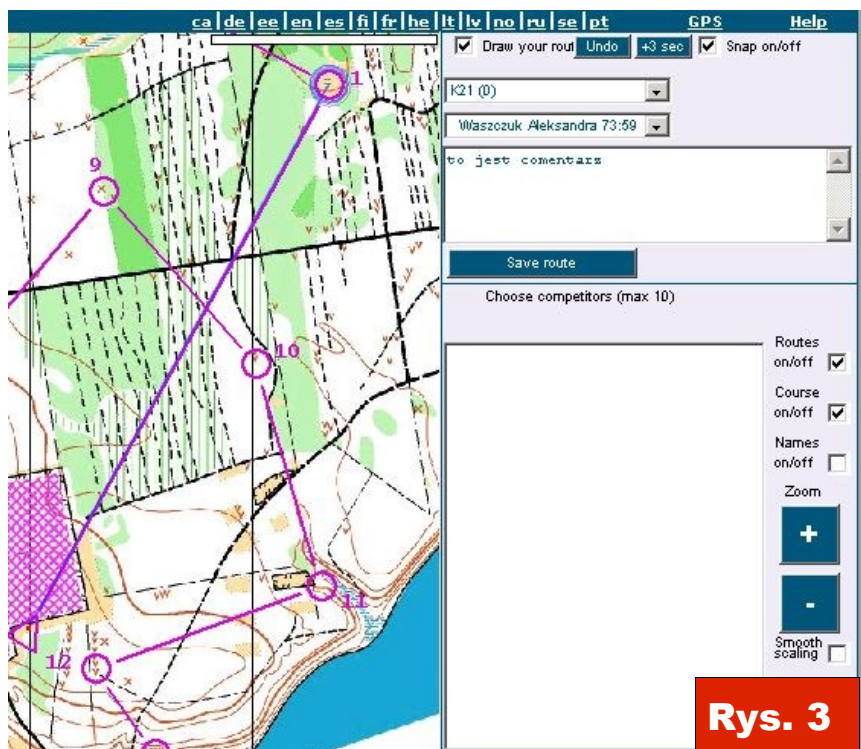 ca|de|ee|en|es|fi|fr|he|lt|lv|no|ru|se|pt GPS Help
Draw your rout Undo +3 sec Snap on/off
K21 (0)
Waszczuk Aleksandra 73:59
to jest comentarz
Save route
Choose competitors (max 10)
Routes
on/off
Course
on/off
Names
on/off
Zoom
+
-
Smooth
scaling
1
9
10
11
12
Rys. 3